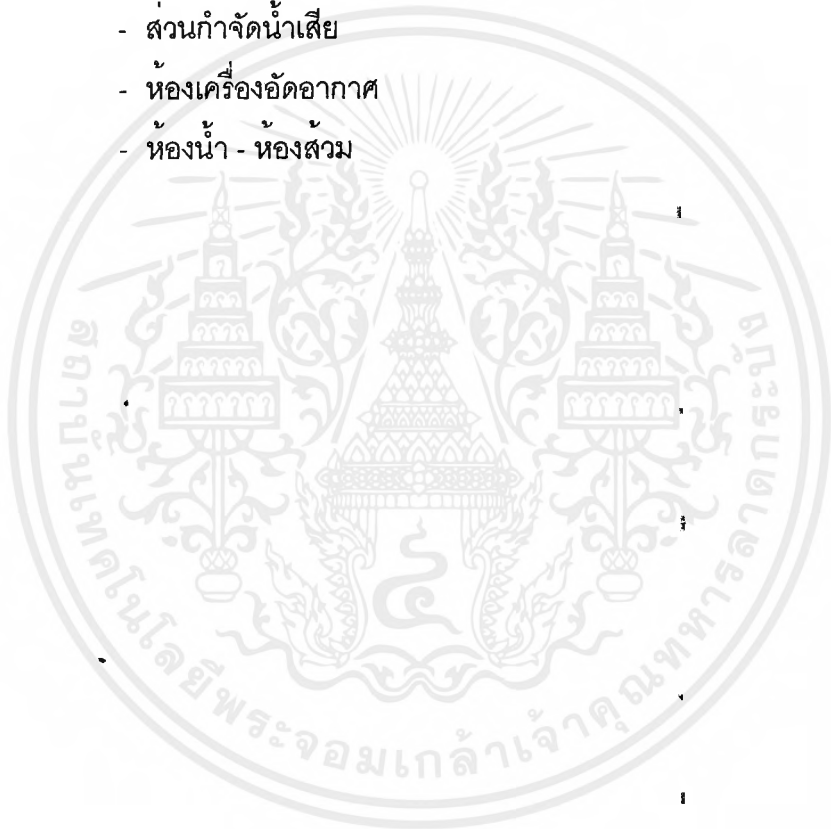 - ส่วนกำจัดน้ำเสีย
- ห้องเครื่องอัดอากาศ
- ห้องน้ำ - ห้องส้วม
สถาบันเทคโนโลยีพระจอมเกล้าเจ้าคุณทหารลาดกระบัง